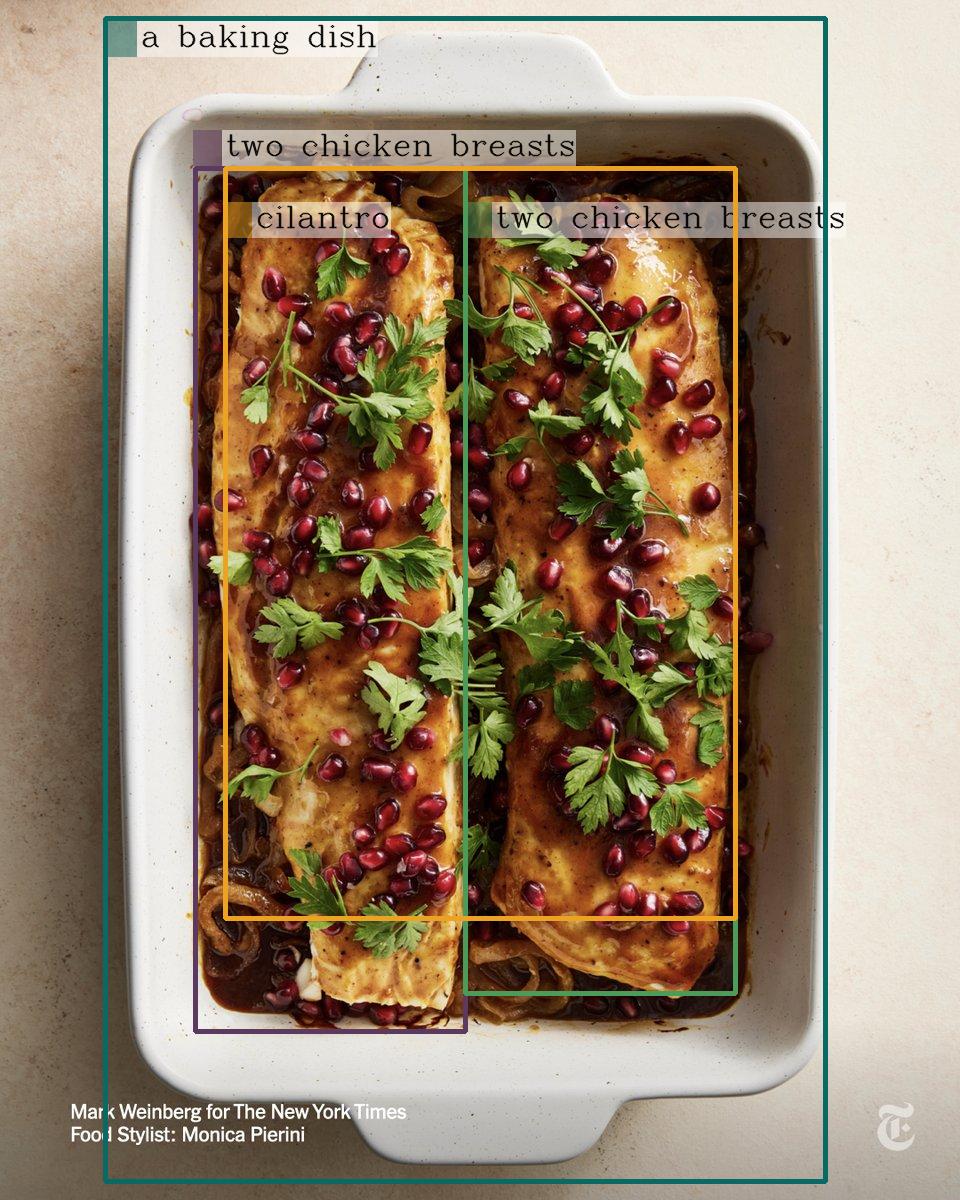 a baking dish
two chicken breasts
cilantro
two chicken breasts
Mark Weinberg for The New York Times
Food Stylist: Monica Pierini
T